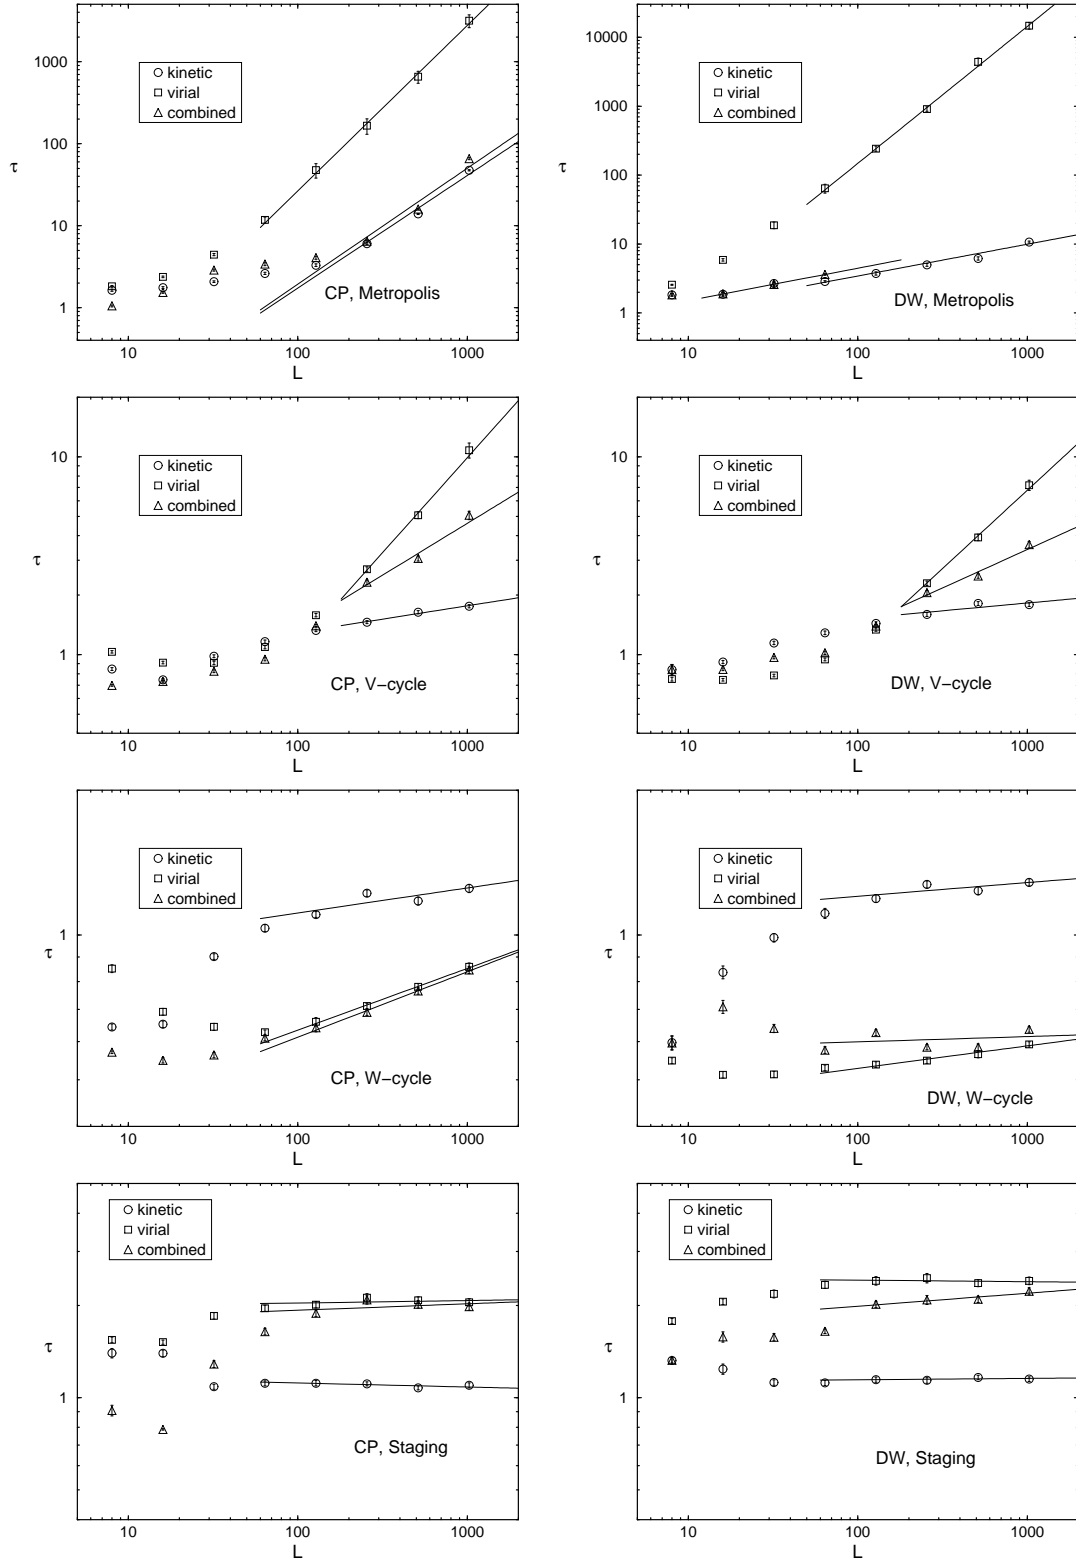 1000
100
10
1
τ
kinetic
virial
combined
CP, Metropolis
10
100
1000
L
10000
1000
100
10
1
τ
kinetic
virial
combined
DW, Metropolis
10
100
1000
L
10
1
τ
kinetic
virial
combined
CP, V−cycle
10
100
1000
L
10
1
τ
kinetic
virial
combined
DW, V−cycle
10
100
1000
L
1
τ
kinetic
virial
combined
CP, W−cycle
10
100
1000
L
1
τ
kinetic
virial
combined
DW, W−cycle
10
100
1000
L
1
τ
kinetic
virial
combined
CP, Staging
10
100
1000
L
1
τ
kinetic
virial
combined
DW, Staging
10
100
1000
L